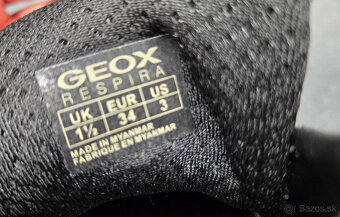 GEOX
RESPIRA
UK EUR US
1½ 34 3
MADE IN MYANMAR
FABRIQUE EN MYANMAR
Bazos.sk